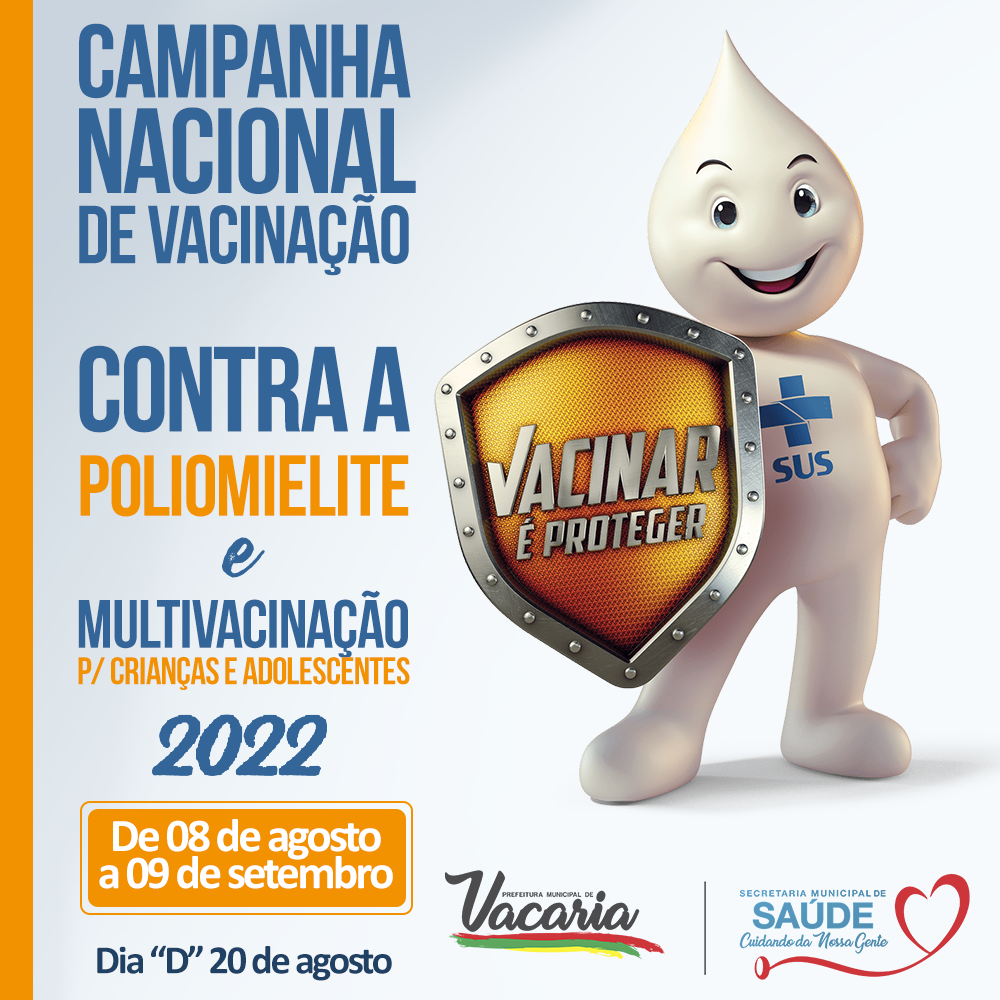 CAMPANHA
NACIONAL
DE VACINAÇÃO
CONTRA A
POLIOMIELITE
e
MULTIVACINAÇÃO
P/ CRIANÇAS E ADOLESCENTES
2022
De 08 de agosto
a 09 de setembro
Dia “D” 20 de agosto
VACINAR
É PROTEGER
SUS
PREFEITURA MUNICIPAL DE
Vacaria
SECRETARIA MUNICIPAL DE
SAÚDE
Cuidando da Nossa Gente